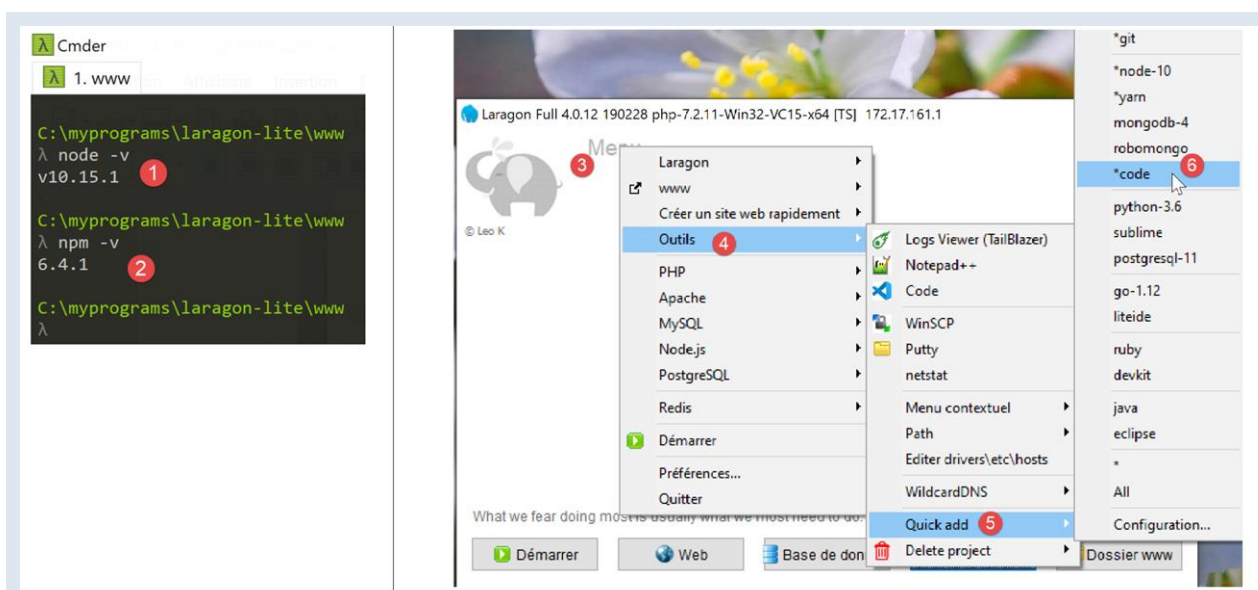 Cmder
1. www
C:\myprograms\laragon-lite\www
λ node -v
v10.15.1
1
C:\myprograms\laragon-lite\www
λ npm -v
6.4.1
2
C:\myprograms\laragon-lite\www
λ
Laragon Full 4.0.12 190228 php-7.2.11-Win32-VC15-x64 [TS] 172.17.161.1
3
© Leo K
Laragon
www
Créer un site web rapidement
Outils 4
PHP
Apache
MySQL
Node.js
PostgreSQL
Redis
Démarrer
Préférences...
Quitter
Logs Viewer (TailBlazer)
Notepad++
Code
WinSCP
Putty
netstat
Menu contextuel
Path
Editer drivers\etc\hosts
WildcardDNS
Quick add 5
Delete project
*git
*node-10
*yarn
mongodb-4
robomongo
*code 6
python-3.6
sublime
postgresql-11
go-1.12
liteide
ruby
devkit
java
eclipse
*
All
Configuration...
What we fear doing most is usually what we most need to do.
Démarrer
Web
Base de don
Dossier www